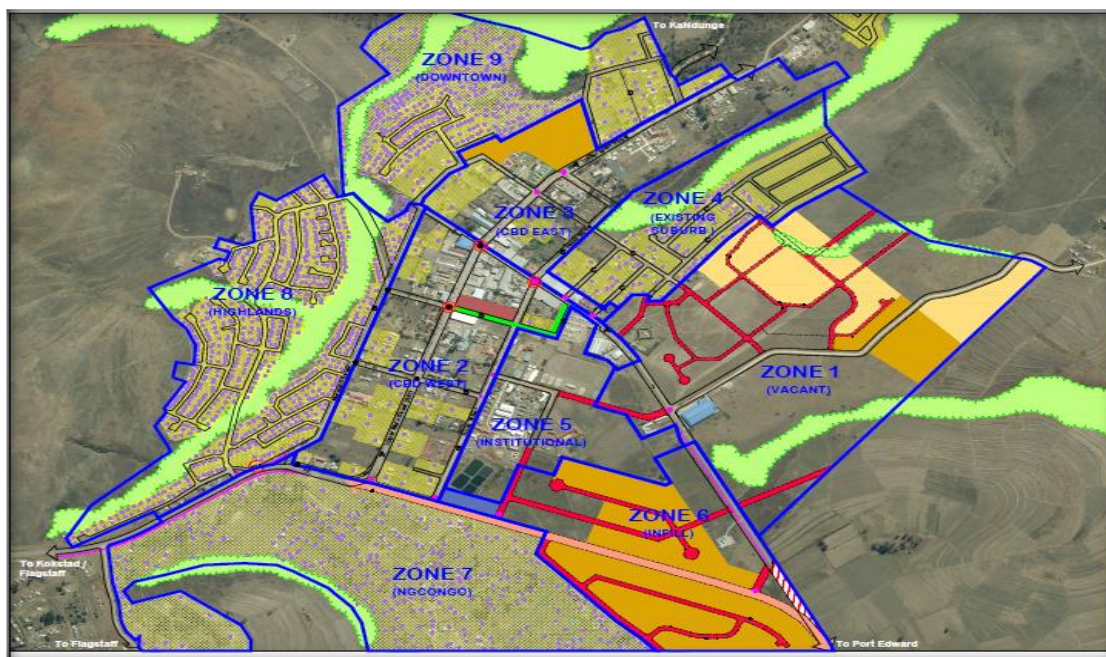 To KaNdunge
ZONE 9
(DOWNTOWN)
ZONE 4
(EXISTING
SUBURB)
ZONE 3
(CBD EAST)
ZONE 8
(HIGHLANDS)
ZONE 2
(CBD WEST)
ZONE 1
(VACANT)
ZONE 5
(INSTITUTIONAL)
ZONE 6
(INFILL)
To Kokstad /
Flagstaff
ZONE 7
(NGCONGO)
To Flagstaff
To Port Edward